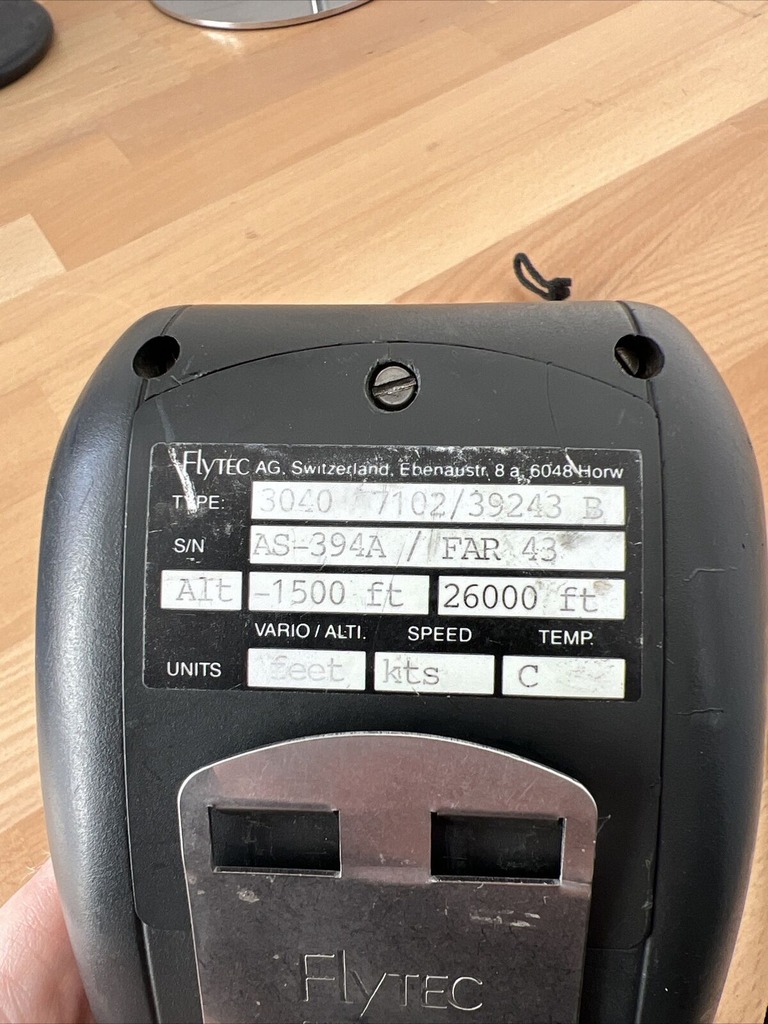 FLYTEC AG, Switzerland, Ebenaustr. 8 a, 6048 Horw
TYPE: 3040 7102/39243 B
S/N AS-394A / FAR 43
Alt -1500 ft 26000 ft
VARIO / ALTI. SPEED TEMP.
UNITS feet kts C
FLYTEC